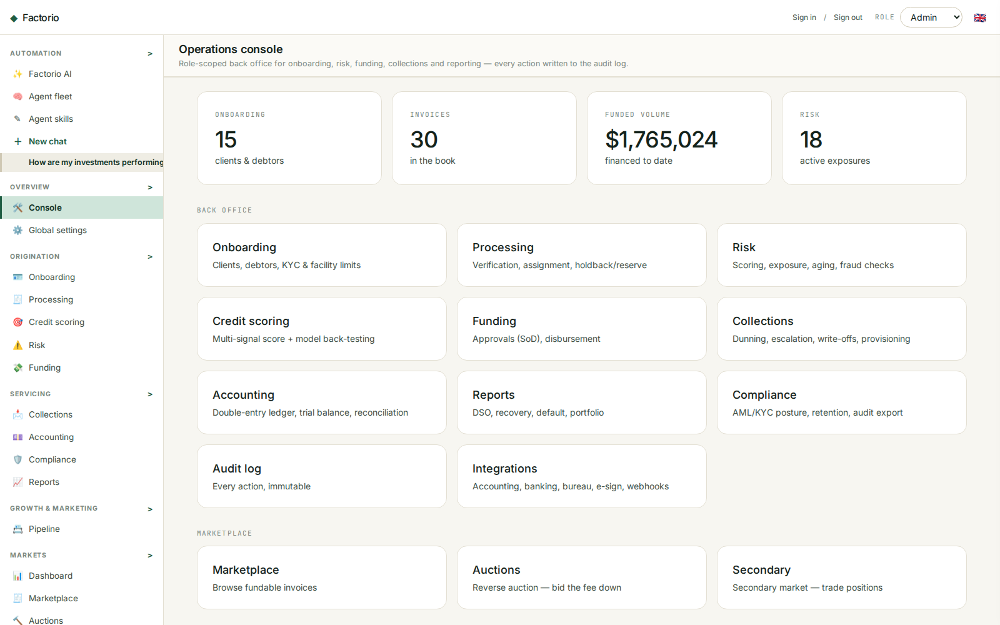 Factorio
Sign in / Sign out ROLE Admin
AUTOMATION >
Factorio AI
Agent fleet
Agent skills
New chat
How are my investments performing
OVERVIEW >
Console
Global settings
ORIGINATION >
Onboarding
Processing
Credit scoring
Risk
Funding
SERVICING >
Collections
Accounting
Compliance
Reports
GROWTH & MARKETING >
Pipeline
MARKETS >
Dashboard
Marketplace
Auctions
Operations console
Role-scoped back office for onboarding, risk, funding, collections and reporting — every action written to the audit log.
ONBOARDING
15
clients & debtors
INVOICES
30
in the book
FUNDED VOLUME
$1,765,024
financed to date
RISK
18
active exposures
BACK OFFICE
Onboarding
Clients, debtors, KYC & facility limits
Processing
Verification, assignment, holdback/reserve
Risk
Scoring, exposure, aging, fraud checks
Credit scoring
Multi-signal score + model back-testing
Funding
Approvals (SoD), disbursement
Collections
Dunning, escalation, write-offs, provisioning
Accounting
Double-entry ledger, trial balance, reconciliation
Reports
DSO, recovery, default, portfolio
Compliance
AML/KYC posture, retention, audit export
Audit log
Every action, immutable
Integrations
Accounting, banking, bureau, e-sign, webhooks
MARKETPLACE
Marketplace
Browse fundable invoices
Auctions
Reverse auction — bid the fee down
Secondary
Secondary market — trade positions